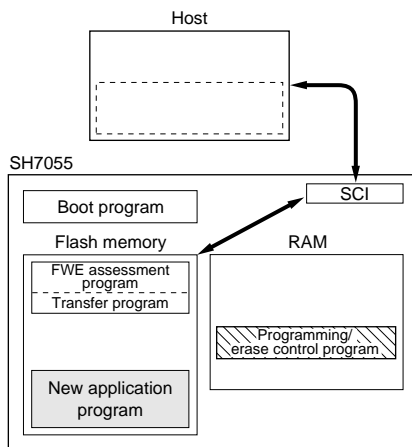 Host
SH7055
SCI
Boot program
Flash memory
RAM
FWE assessment
program
Transfer program
Programming/
erase control program
New application
program